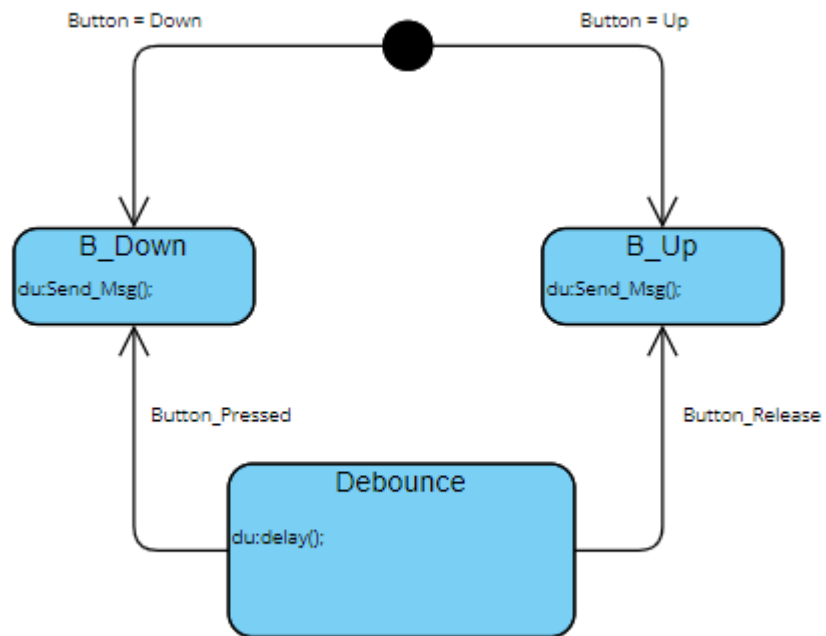 Button = Down
Button = Up
B_Down
du:Send_Msg();
B_Up
du:Send_Msg();
Button_Pressed
Button_Release
Debounce
du:delay();